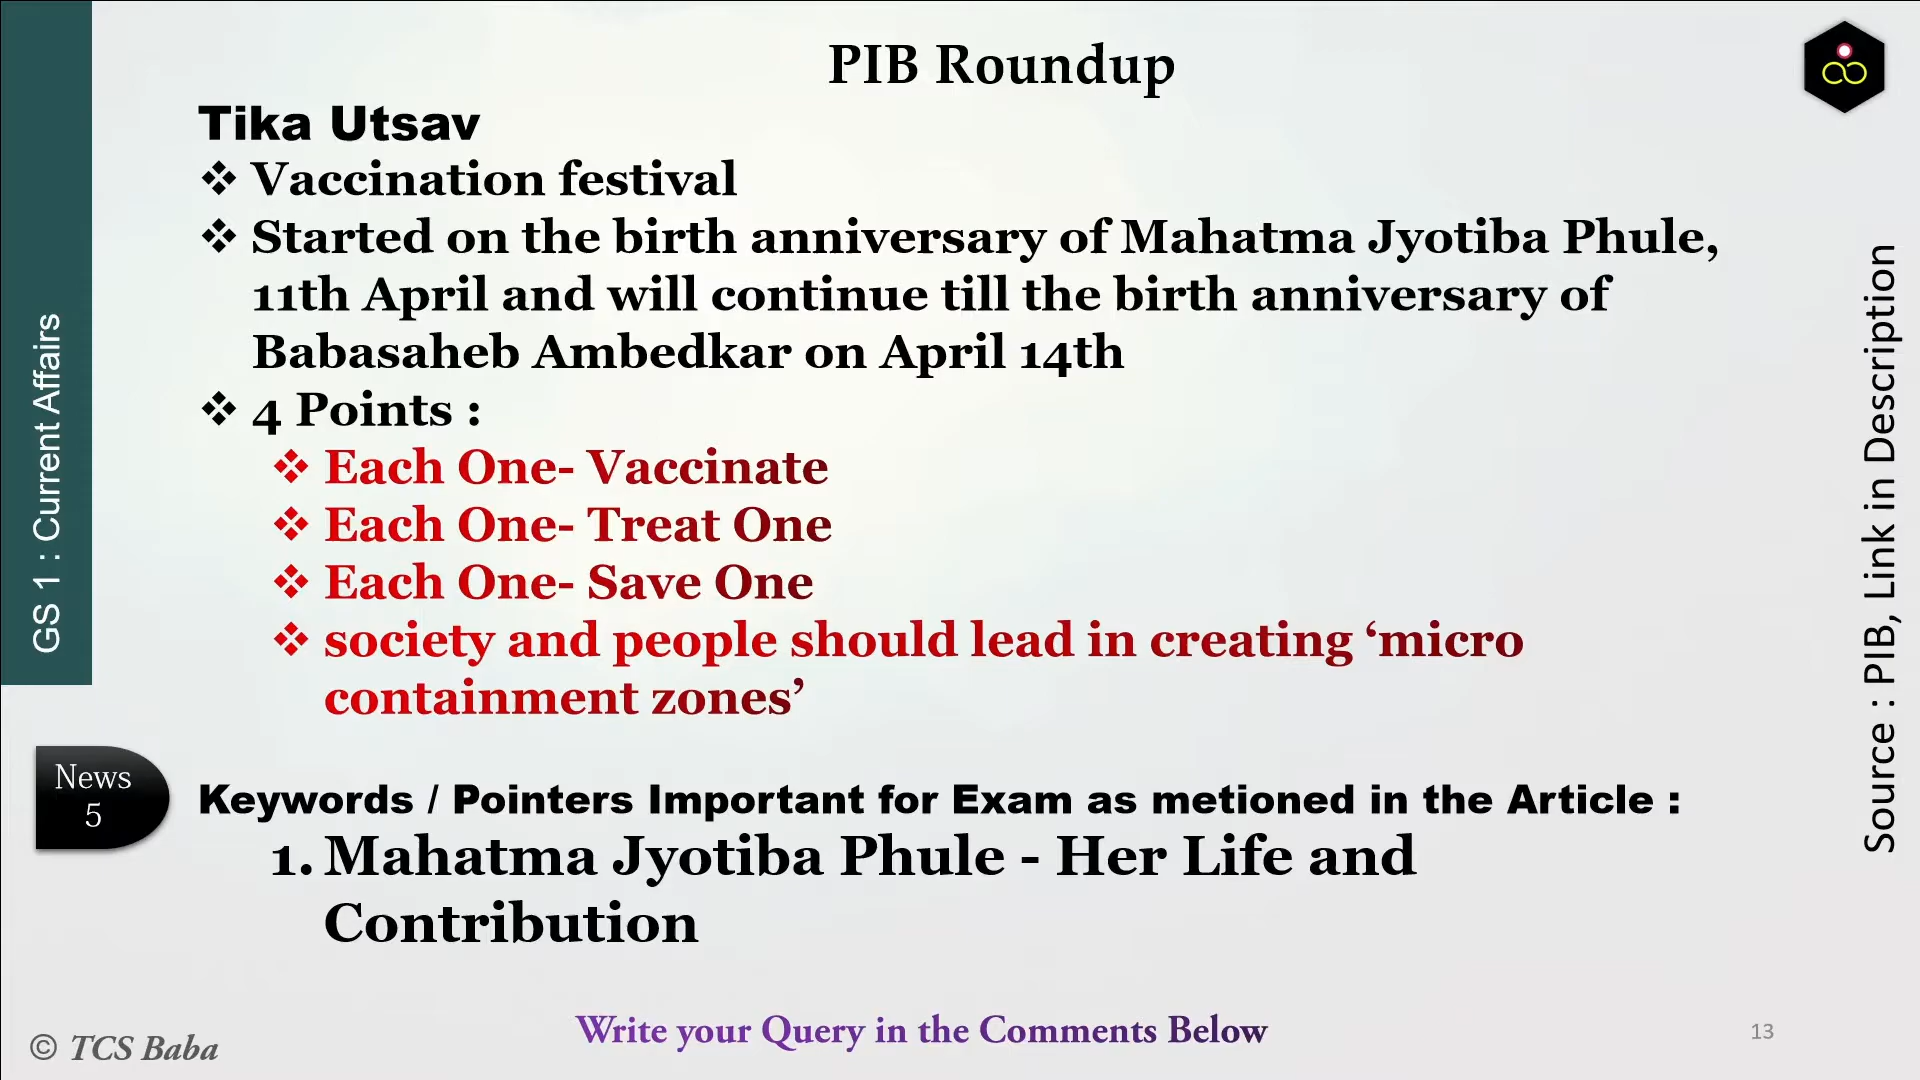 PIB Roundup
Tika Utsav
❖ Vaccination festival
❖ Started on the birth anniversary of Mahatma Jyotiba Phule,
11th April and will continue till the birth anniversary of
Babasaheb Ambedkar on April 14th
❖ 4 Points :
❖ Each One- Vaccinate
❖ Each One- Treat One
❖ Each One- Save One
❖ society and people should lead in creating ‘micro
containment zones’
Keywords / Pointers Important for Exam as metioned in the Article :
1. Mahatma Jyotiba Phule - Her Life and
Contribution
GS 1 : Current Affairs
News
5
Source : PIB, Link in Description
© TCS Baba
Write your Query in the Comments Below
13